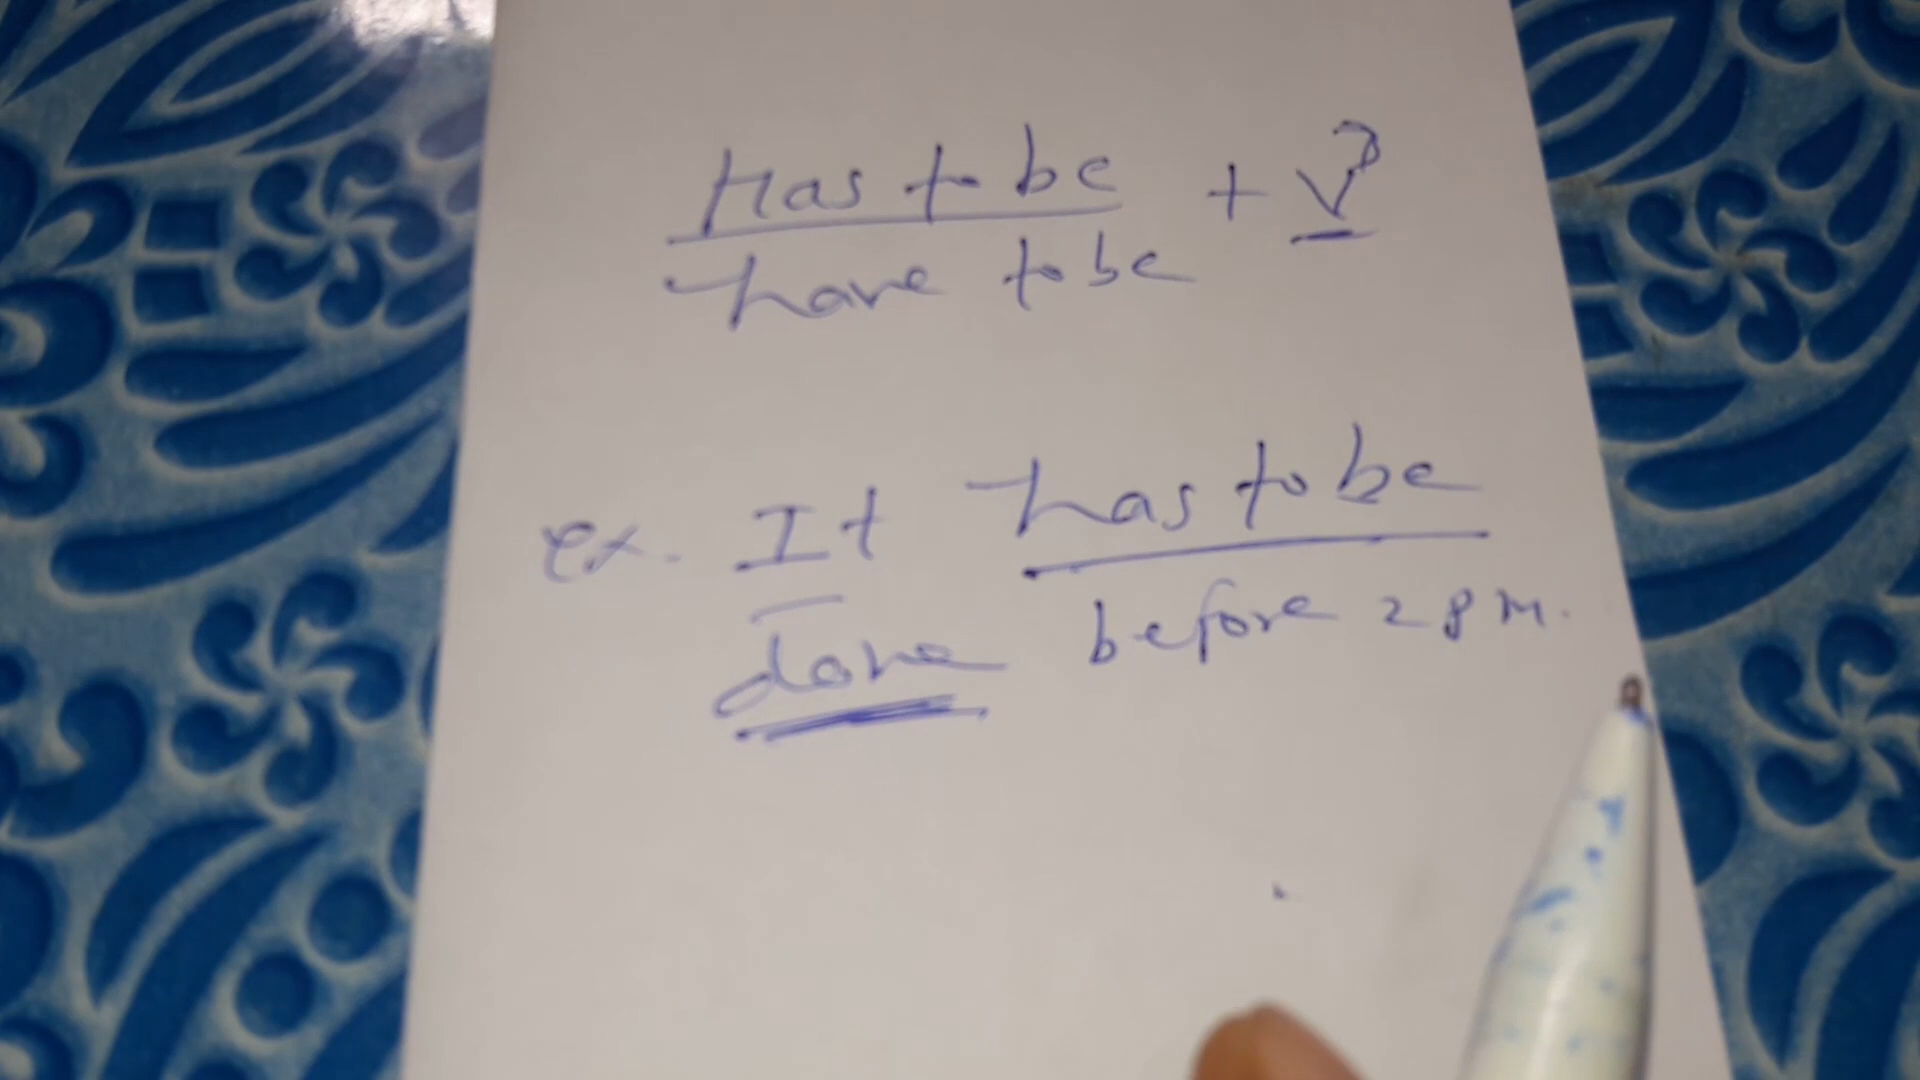 Has to be + V³
have to be
ex. It has to be
done before 2 PM.